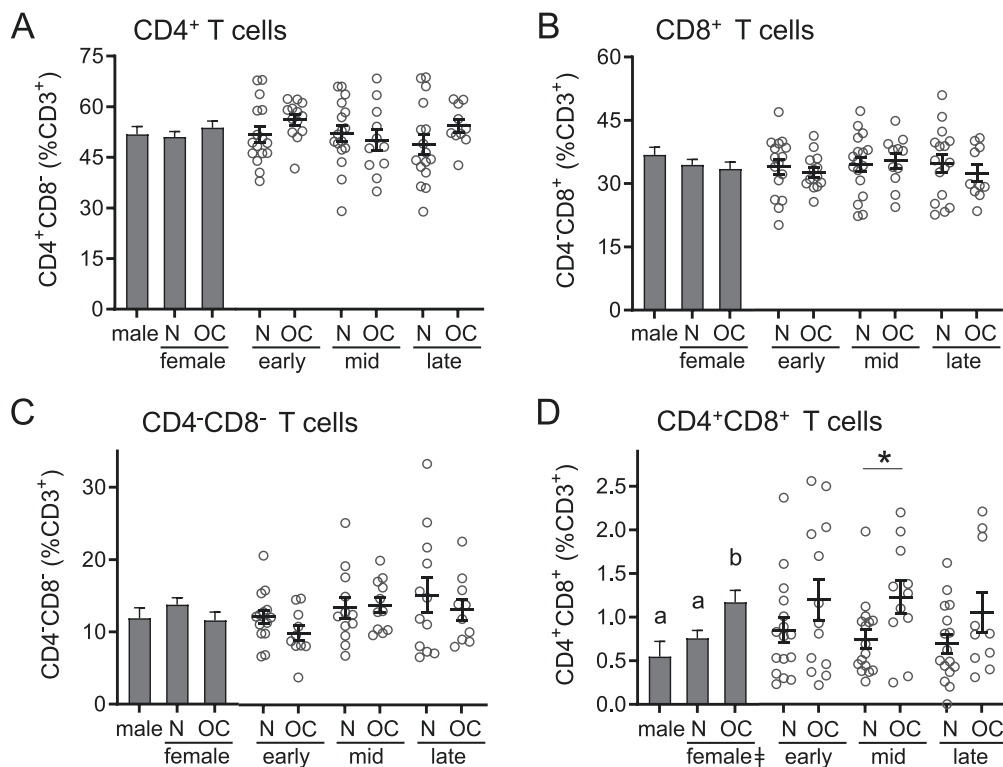 A CD4⁺ T cells
CD4⁺CD8⁻ (%CD3⁺)
75
60
45
30
15
0
male N OC N OC N OC N OC
female early mid late
B CD8⁺ T cells
CD4⁻CD8⁺ (%CD3⁺)
60
45
30
15
0
male N OC N OC N OC N OC
female early mid late
C CD4⁻CD8⁻ T cells
CD4⁻CD8⁻ (%CD3⁺)
30
20
10
0
male N OC N OC N OC N OC
female early mid late
D CD4⁺CD8⁺ T cells
CD4⁺CD8⁺ (%CD3⁺)
2.5
2.0
1.5
1.0
0.5
0.0
a a b *
male N OC N OC N OC N OC
female‡ early mid late